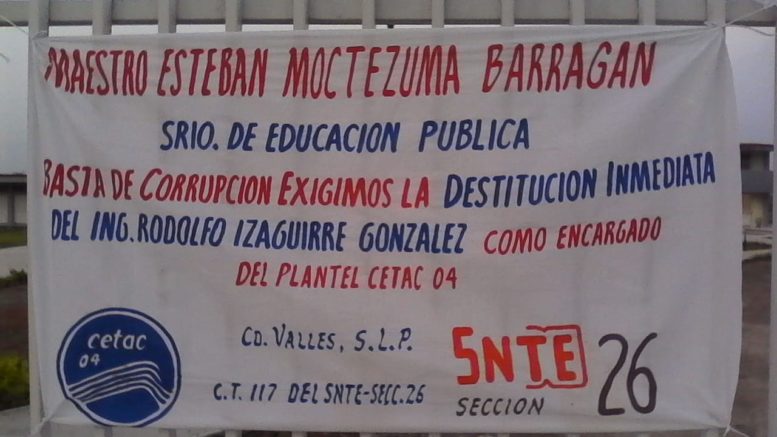 MAESTRO ESTEBAN MOCTEZUMA BARRAGAN
SRIO. DE EDUCACION PUBLICA
BASTA DE CORRUPCION EXIGIMOS LA DESTITUCION INMEDIATA
DEL ING. RODOLFO IZAGUIRRE GONZALEZ COMO ENCARGADO
DEL PLANTEL CETAC 04
cetac
04
CD. VALLES, S.L.P.
C.T. 117 DEL SNTE-SECC.26
SNTE
SECCION 26